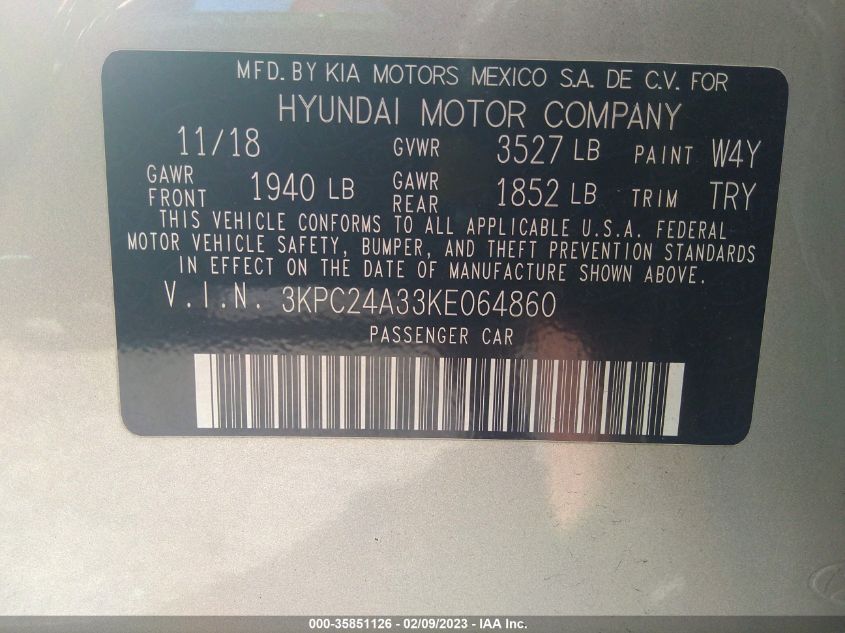 MFD. BY KIA MOTORS MEXICO S.A. DE C.V. FOR
HYUNDAI MOTOR COMPANY
11/18 GVWR 3527 LB PAINT W4Y
GAWR FRONT 1940 LB GAWR REAR 1852 LB TRIM TRY
THIS VEHICLE CONFORMS TO ALL APPLICABLE U.S.A. FEDERAL
MOTOR VEHICLE SAFETY, BUMPER, AND THEFT PREVENTION STANDARDS
IN EFFECT ON THE DATE OF MANUFACTURE SHOWN ABOVE.
V.I.N. 3KPC24A33KE064860
PASSENGER CAR
000-35851126 - 02/09/2023 - IAA Inc.